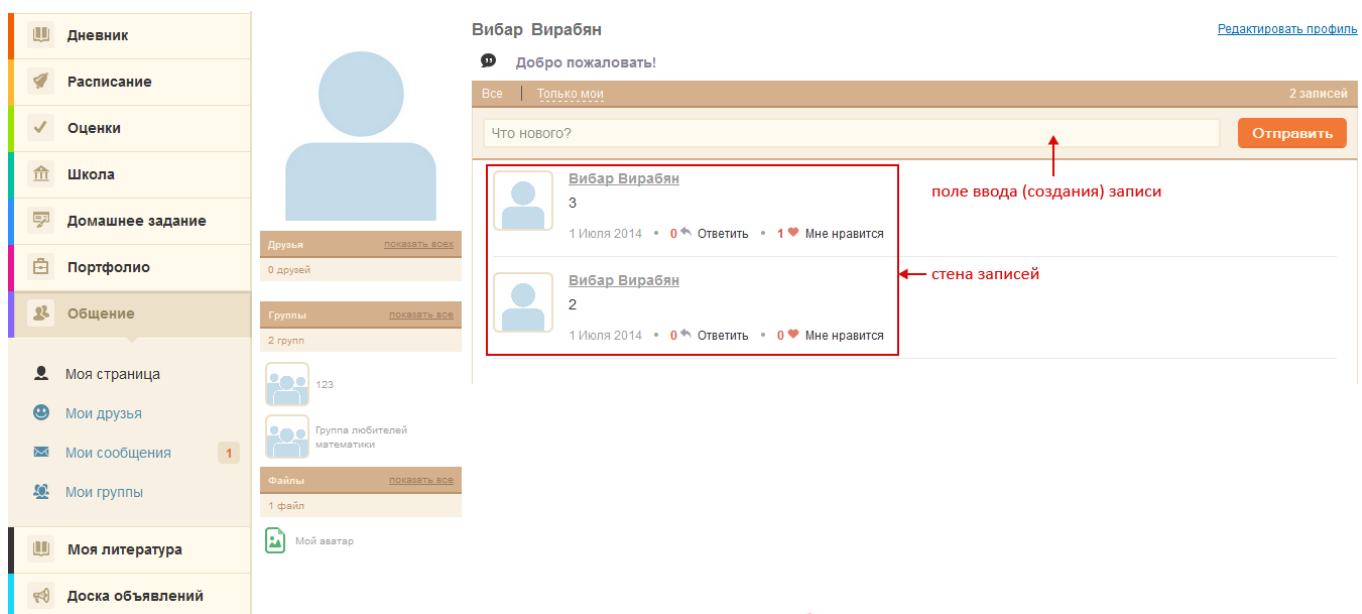 Дневник
Расписание
Оценки
Школа
Домашнее задание
Портфолио
Общение
Моя страница
Мои друзья
Мои сообщения 1
Мои группы
Моя литература
Доска объявлений
Друзья показать всех
0 друзей
Группы показать все
2 групп
123
Группа любителей
математики
Файлы показать все
1 файл
Мой аватар
Вибар Вирабян Редактировать профиль
Добро пожаловать!
Все Только мои 2 записей
Что нового? Отправить
поле ввода (создания) записи
Вибар Вирабян
3
1 Июля 2014 • 0 Ответить • 1 Мне нравится
стена записей
Вибар Вирабян
2
1 Июля 2014 • 0 Ответить • 0 Мне нравится